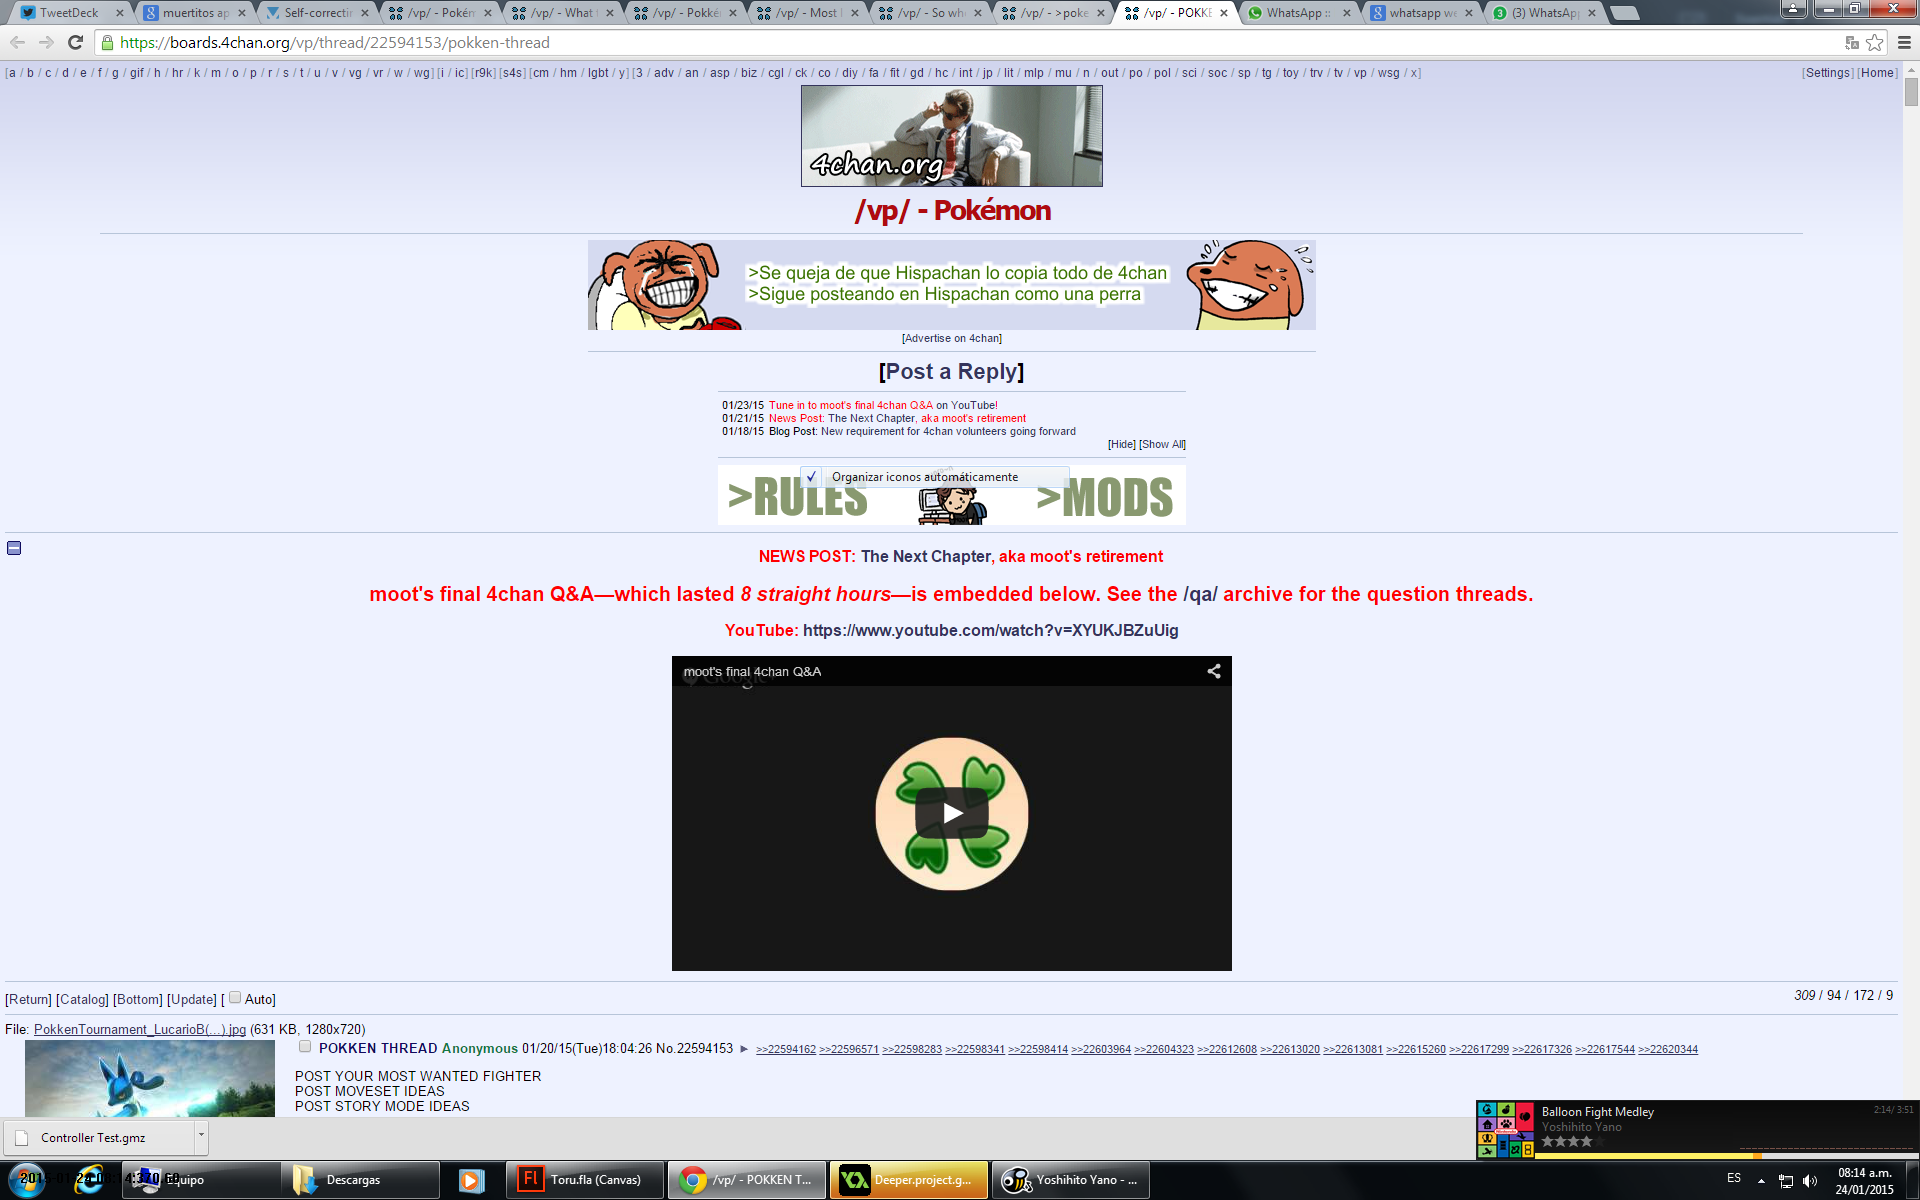 TweetDeck
muertitos ap
Self-correctin
/vp/ - Pokém
/vp/ - What
/vp/ - Pokké
/vp/ - Most
/vp/ - So wh
/vp/ - >poke
/vp/ - POKKE
WhatsApp ::
whatsapp we
(3) WhatsApp
https://boards.4chan.org/vp/thread/22594153/pokken-thread
[a / b / c / d / e / f / g / gif / h / hr / k / m / o / p / r / s / t / u / v / vg / vr / w / wg] [i / ic] [r9k] [s4s] [cm / hm / lgbt / y] [3 / adv / an / asp / biz / cgl / ck / co / diy / fa / fit / gd / hc / int / jp / lit / mlp / mu / n / out / po / pol / sci / soc / sp / tg / toy / trv / tv / vp / wsg / x]
[Settings] [Home]
4chan.org
/vp/ - Pokémon
>Se queja de que Hispachan lo copia todo de 4chan
>Sigue posteando en Hispachan como una perra
[Advertise on 4chan]
[Post a Reply]
01/23/15 Tune in to moot's final 4chan Q&A on YouTube!
01/21/15 News Post: The Next Chapter, aka moot's retirement
01/18/15 Blog Post: New requirement for 4chan volunteers going forward
[Hide] [Show All]
✓ Organizar iconos automáticamente
>RULES >MODS
NEWS POST: The Next Chapter, aka moot's retirement
moot's final 4chan Q&A—which lasted 8 straight hours—is embedded below. See the /qa/ archive for the question threads.
YouTube: https://www.youtube.com/watch?v=XYUKJBZuUig
moot's final 4chan Q&A
[Return] [Catalog] [Bottom] [Update] [ Auto]
309 / 94 / 172 / 9
File: PokkenTournament_LucarioB(...).jpg (631 KB, 1280x720)
POKKEN THREAD Anonymous 01/20/15(Tue)18:04:26 No.22594153 ► >>22594162 >>22596571 >>22598283 >>22598341 >>22598414 >>22603964 >>22604323 >>22612608 >>22613020 >>22613081 >>22615260 >>22617299 >>22617326 >>22617544 >>22620344
POST YOUR MOST WANTED FIGHTER
POST MOVESET IDEAS
POST STORY MODE IDEAS
Controller Test.gmz
Balloon Fight Medley
2:14/ 3:51
Yoshihito Yano
Equipo
Descargas
Toru.fla (Canvas)
/vp/ - POKKEN T...
Deeper.project.g...
Yoshihito Yano - ...
ES
08:14 a.m.
24/01/2015